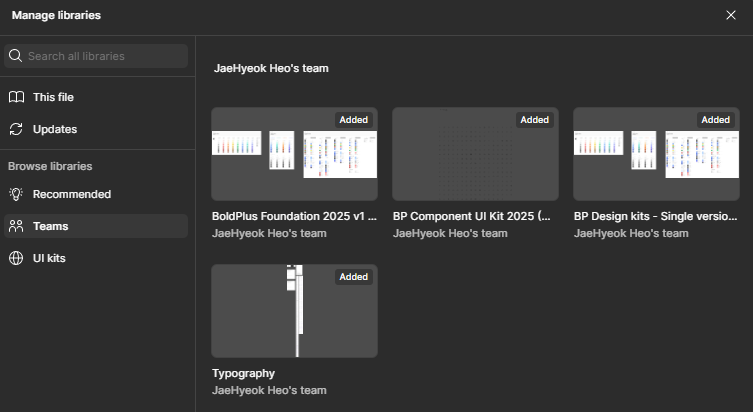 Manage libraries
Search all libraries
This file
Updates
Browse libraries
Recommended
Teams
UI kits
JaeHyeok Heo's team
Added
BoldPlus Foundation 2025 v1 ...
JaeHyeok Heo's team
Added
BP Component UI Kit 2025 (...
JaeHyeok Heo's team
Added
BP Design kits - Single versio...
JaeHyeok Heo's team
Added
Typography
JaeHyeok Heo's team